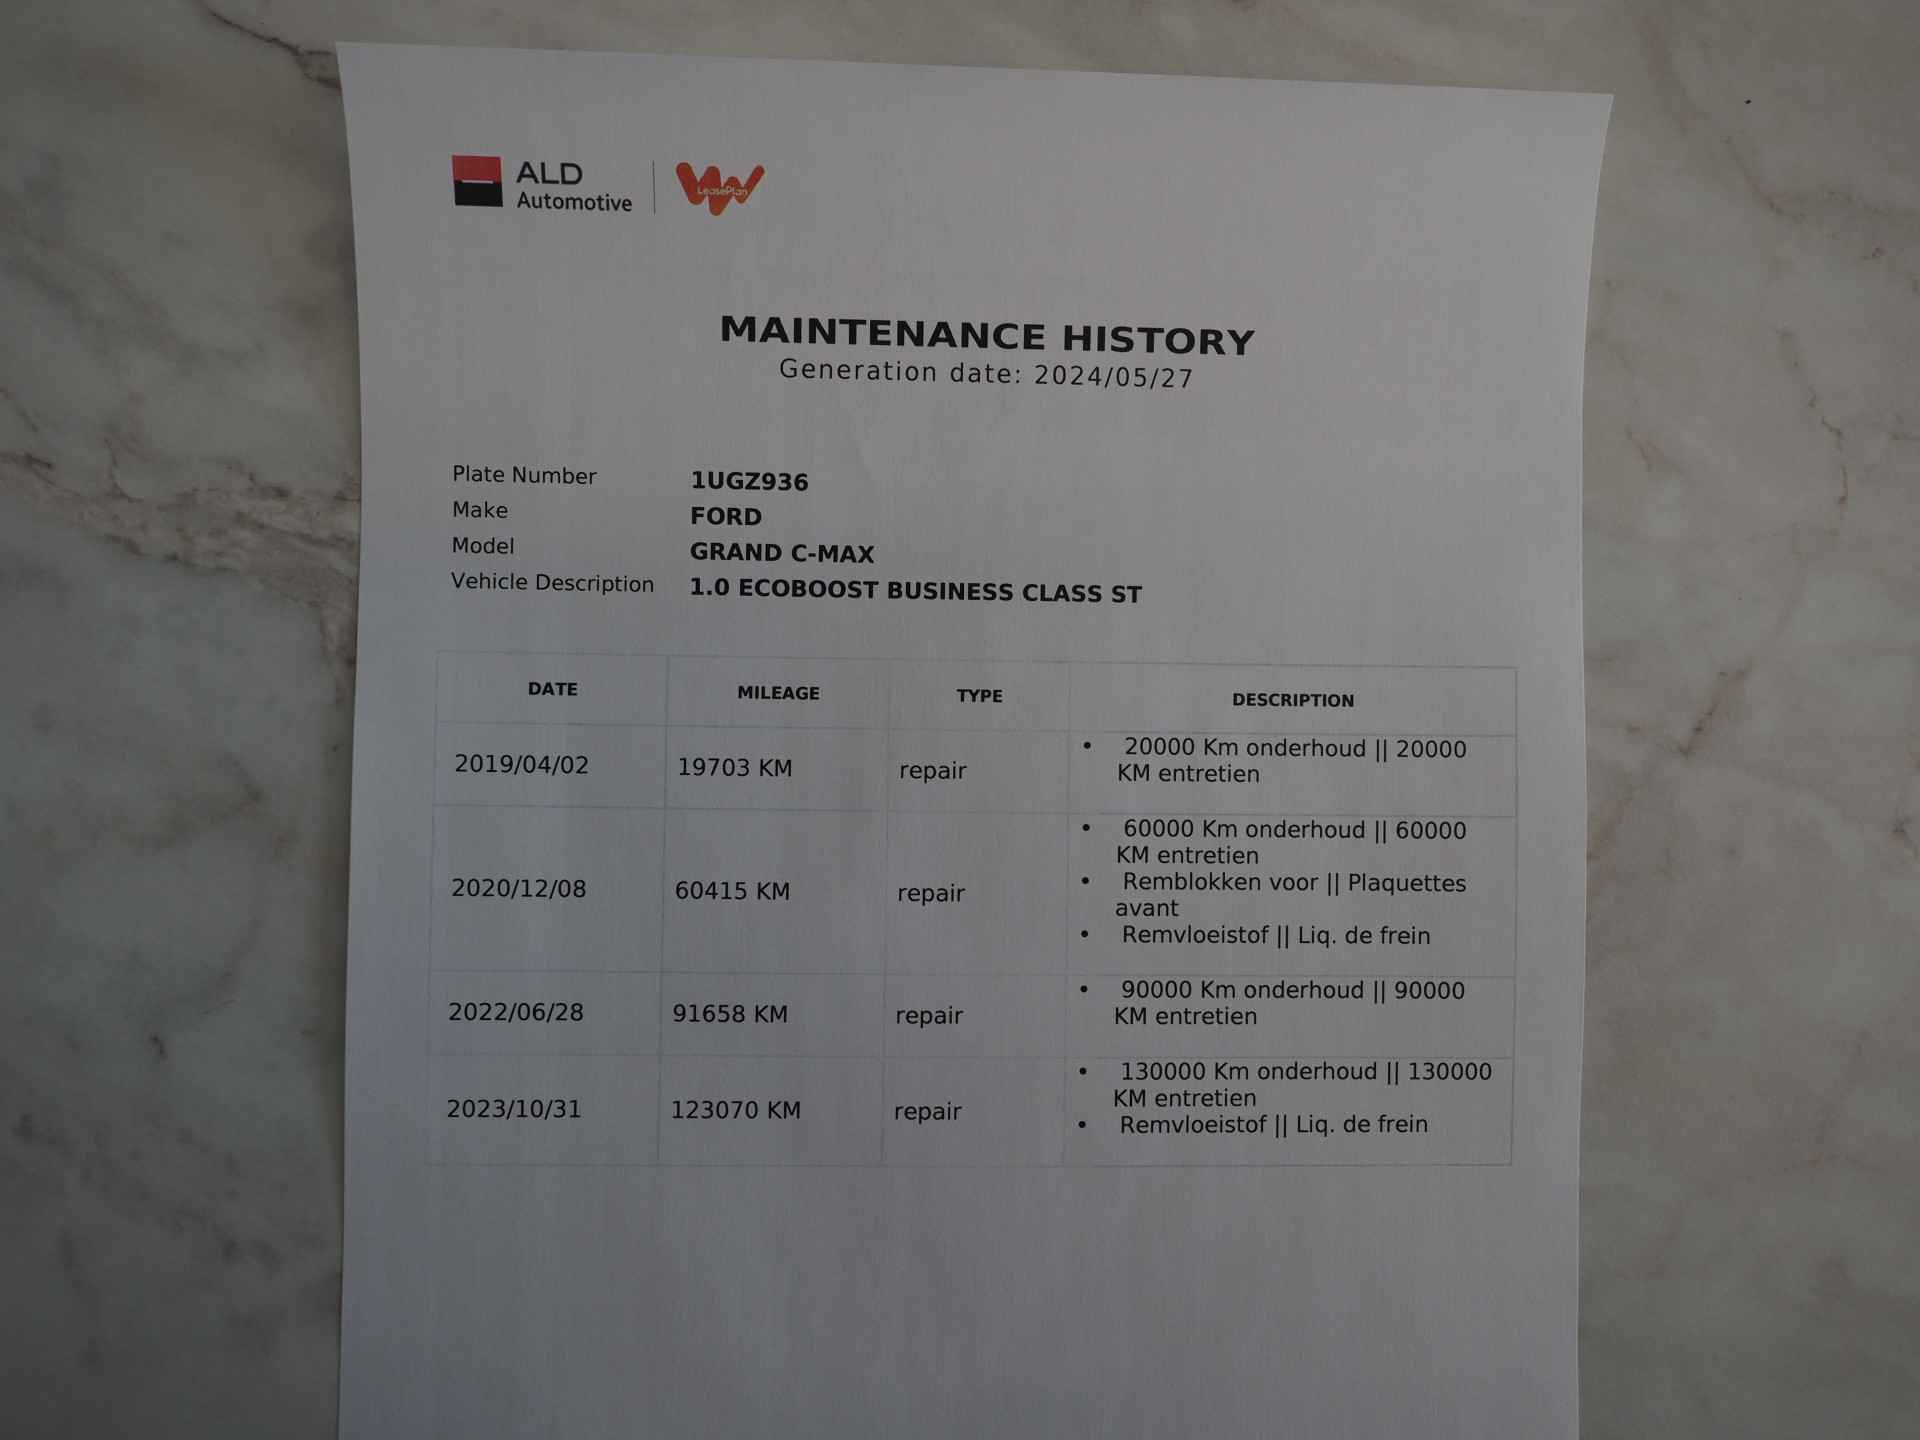 ALD
Automotive
LeasePlan
MAINTENANCE HISTORY
Generation date: 2024/05/27
Plate Number 1UGZ936
Make FORD
Model GRAND C-MAX
Vehicle Description 1.0 ECOBOOST BUSINESS CLASS ST
DATE MILEAGE TYPE DESCRIPTION
2019/04/02 19703 KM repair
• 20000 Km onderhoud || 20000
KM entretien
2020/12/08 60415 KM repair
• 60000 Km onderhoud || 60000
KM entretien
• Remblokken voor || Plaquettes
avant
• Remvloeistof || Liq. de frein
2022/06/28 91658 KM repair
• 90000 Km onderhoud || 90000
KM entretien
2023/10/31 123070 KM repair
• 130000 Km onderhoud || 130000
KM entretien
• Remvloeistof || Liq. de frein